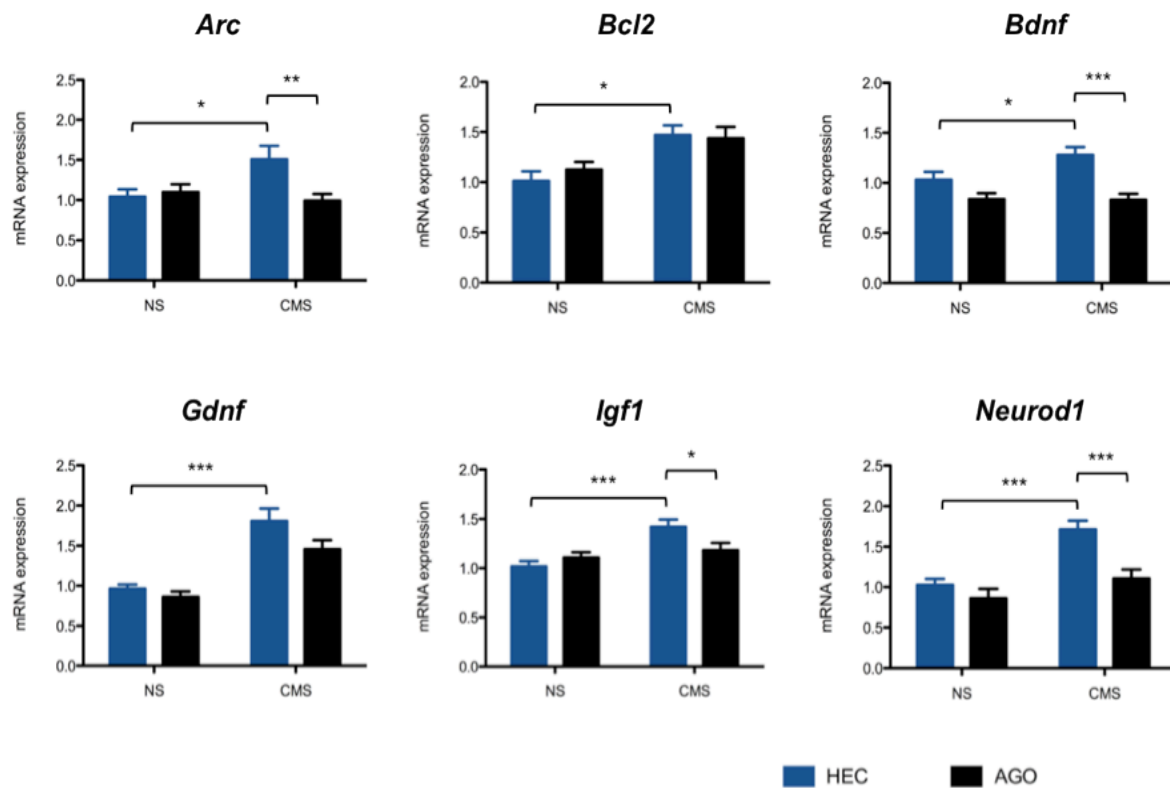 Arc
Bcl2
Bdnf
mRNA expression
2.5
2.0
1.5
1.0
0.5
0.0
*
**
NS
CMS
mRNA expression
2.0
1.5
1.0
0.5
0.0
*
NS
CMS
mRNA expression
2.0
1.5
1.0
0.5
0.0
*
***
NS
CMS
Gdnf
Igf1
Neurod1
mRNA expression
2.5
2.0
1.5
1.0
0.5
0.0
***
NS
CMS
mRNA expression
2.0
1.5
1.0
0.5
0.0
***
*
NS
CMS
mRNA expression
2.5
2.0
1.5
1.0
0.5
0.0
***
***
NS
CMS
HEC
AGO